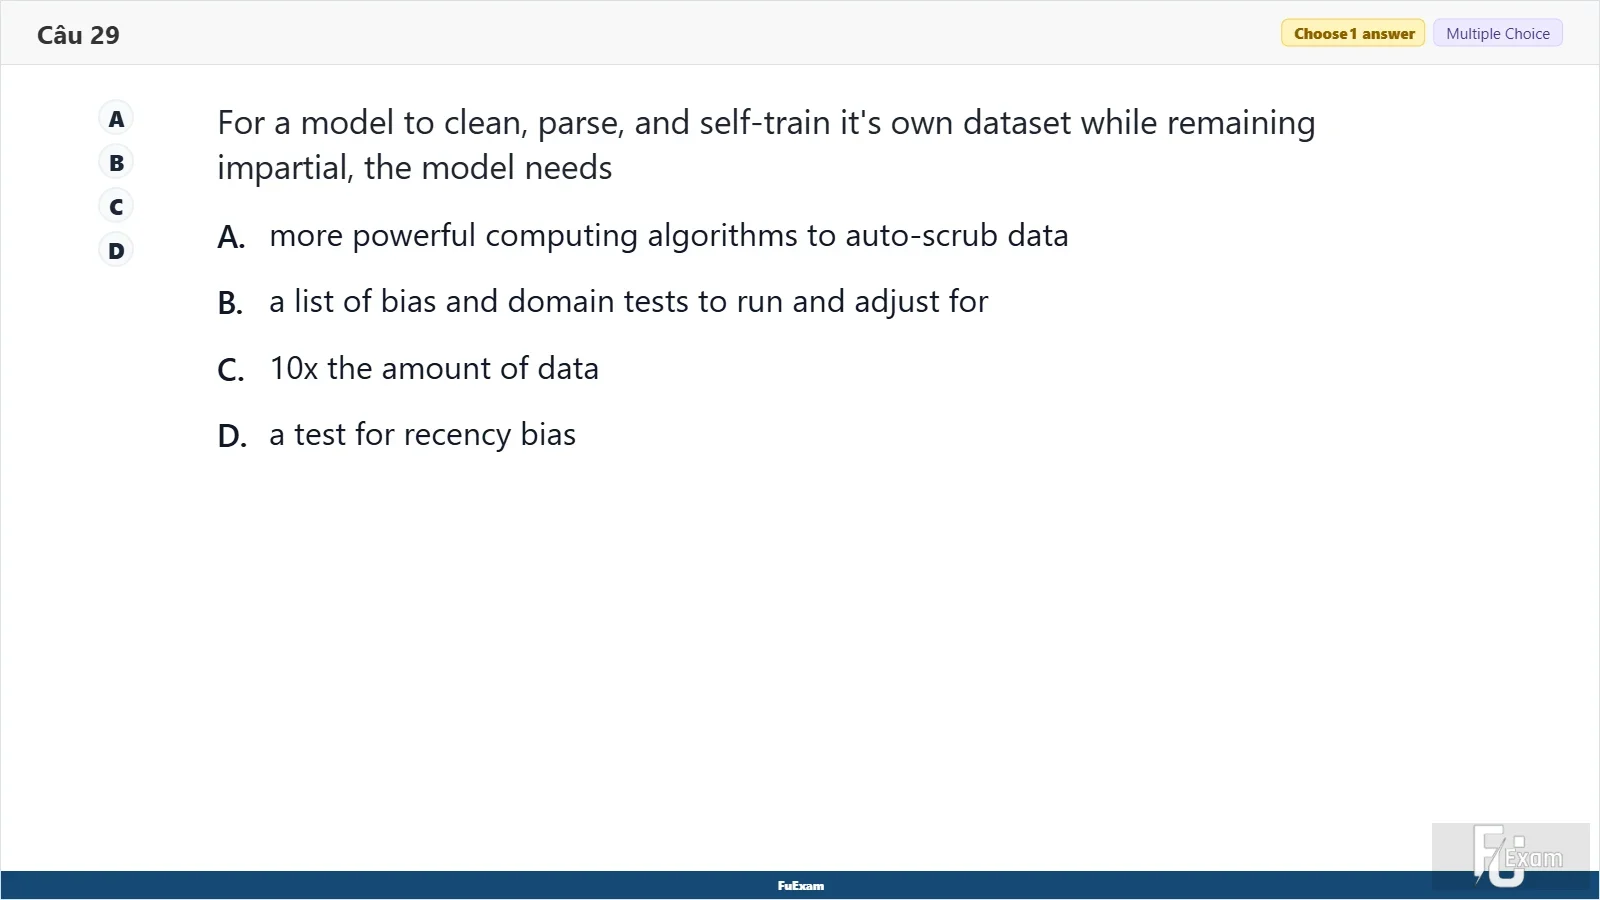 Câu 29
Choose1 answer
Multiple Choice
A
B
C
D
For a model to clean, parse, and self-train it's own dataset while remaining
impartial, the model needs
A. more powerful computing algorithms to auto-scrub data
B. a list of bias and domain tests to run and adjust for
C. 10x the amount of data
D. a test for recency bias
FuExam
FU Exam